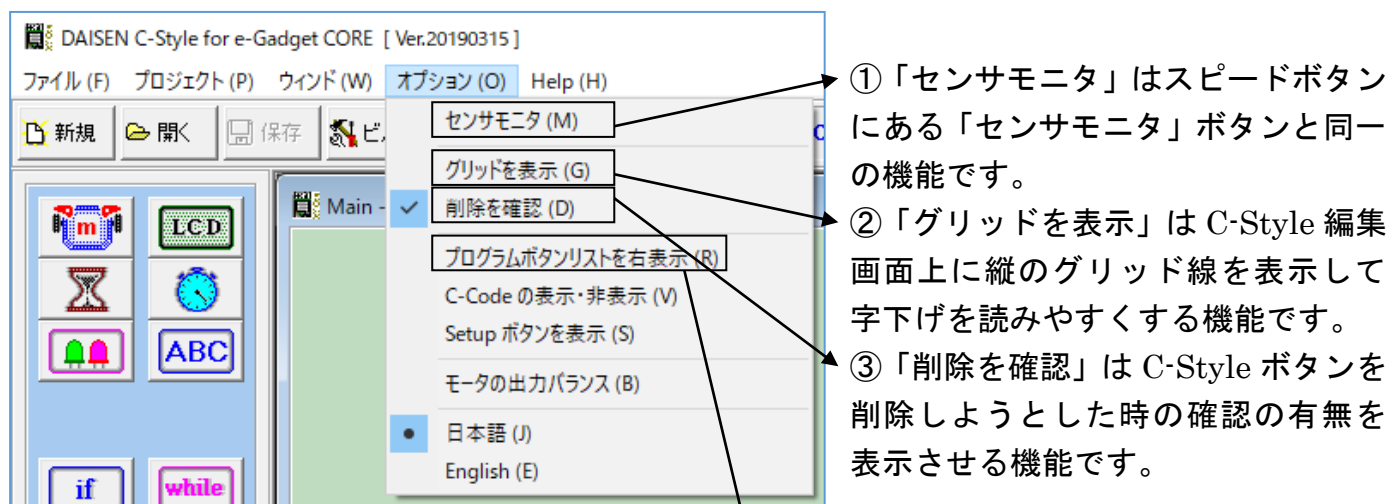 DAISEN C-Style for e-Gadget CORE [ Ver.20190315 ]
ファイル (F) プロジェクト (P) ウィンド (W) オプション (O) Help (H)
新規 開く 保存
センサモニタ (M)
グリッドを表示 (G)
Main -
削除を確認 (D)
m LCD
プログラムボタンリストを右表示 (R)
C-Code の表示・非表示 (V)
Setup ボタンを表示 (S)
ABC
モータの出力バランス (B)
日本語 (J)
English (E)
if while
①「センサモニタ」はスピードボタン
にある「センサモニタ」ボタンと同一
の機能です。
②「グリッドを表示」は C-Style 編集
画面上に縦のグリッド線を表示して
字下げを読みやすくする機能です。
③「削除を確認」は C-Style ボタンを
削除しようとした時の確認の有無を
表示させる機能です。